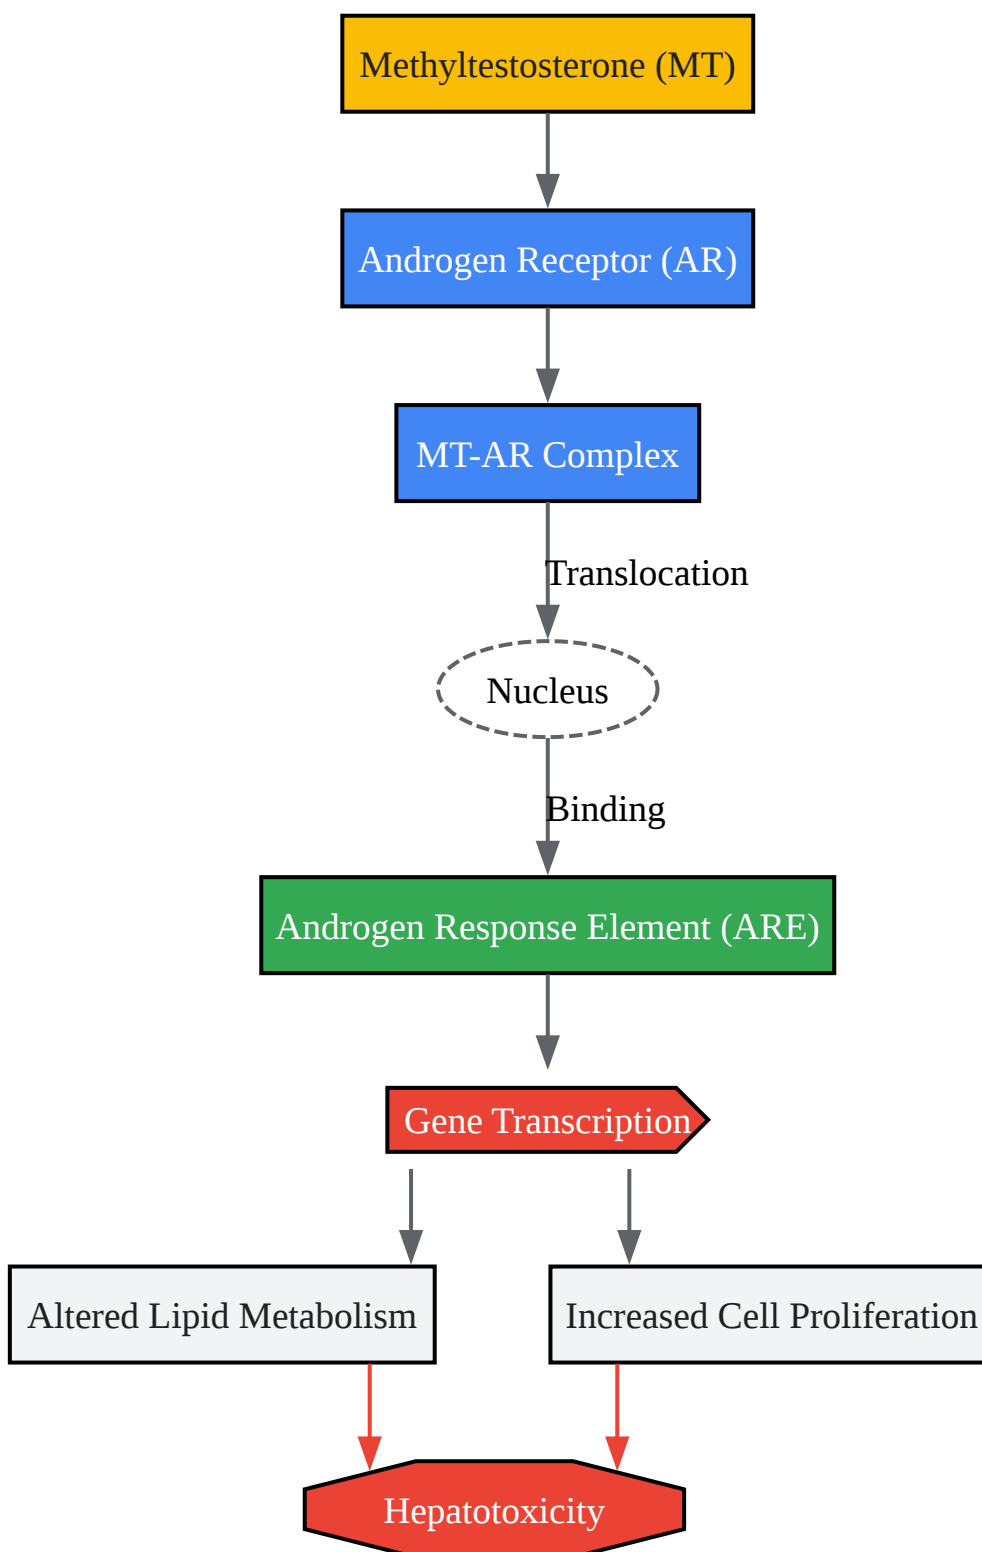 Methyltestosterone (MT)
Androgen Receptor (AR)
MT-AR Complex
Translocation
Nucleus
Binding
Androgen Response Element (ARE)
Gene Transcription
Altered Lipid Metabolism
Increased Cell Proliferation
Hepatotoxicity